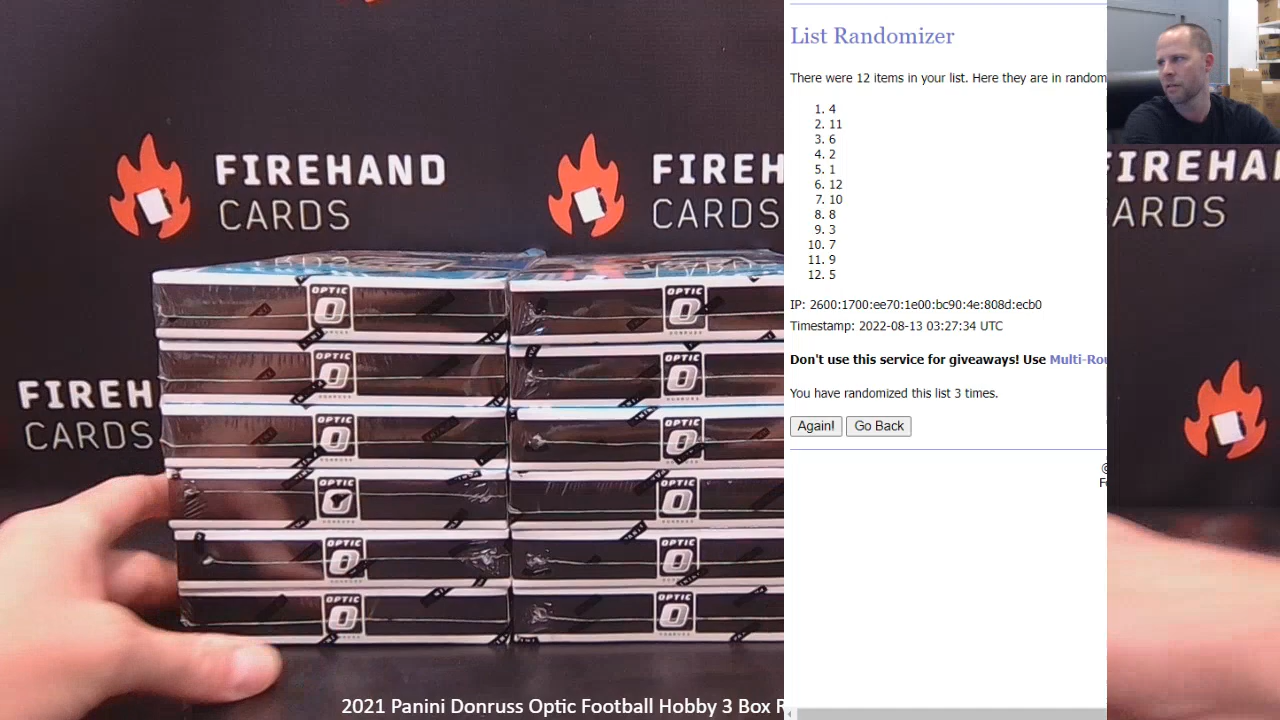 List Randomizer
There were 12 items in your list. Here they are in random
1. 4
2. 11
3. 6
4. 2
5. 1
6. 12
7. 10
8. 8
9. 3
10. 7
11. 9
12. 5
IP: 2600:1700:ee70:1e00:bc90:4e:808d:ecb0
Timestamp: 2022-08-13 03:27:34 UTC
Don't use this service for giveaways! Use Multi-Rou
You have randomized this list 3 times.
Again! Go Back
FIREHAND
CARDS
FIREH
CARDS
FIREHA
ARDS
FIREH
CARDS
OPTIC
OPTIC
OPTIC
OPTIC
OPTIC
OPTIC
OPTIC
OPTIC
OPTIC
OPTIC
OPTIC
OPTIC
2021 Panini Donruss Optic Football Hobby 3 Box R